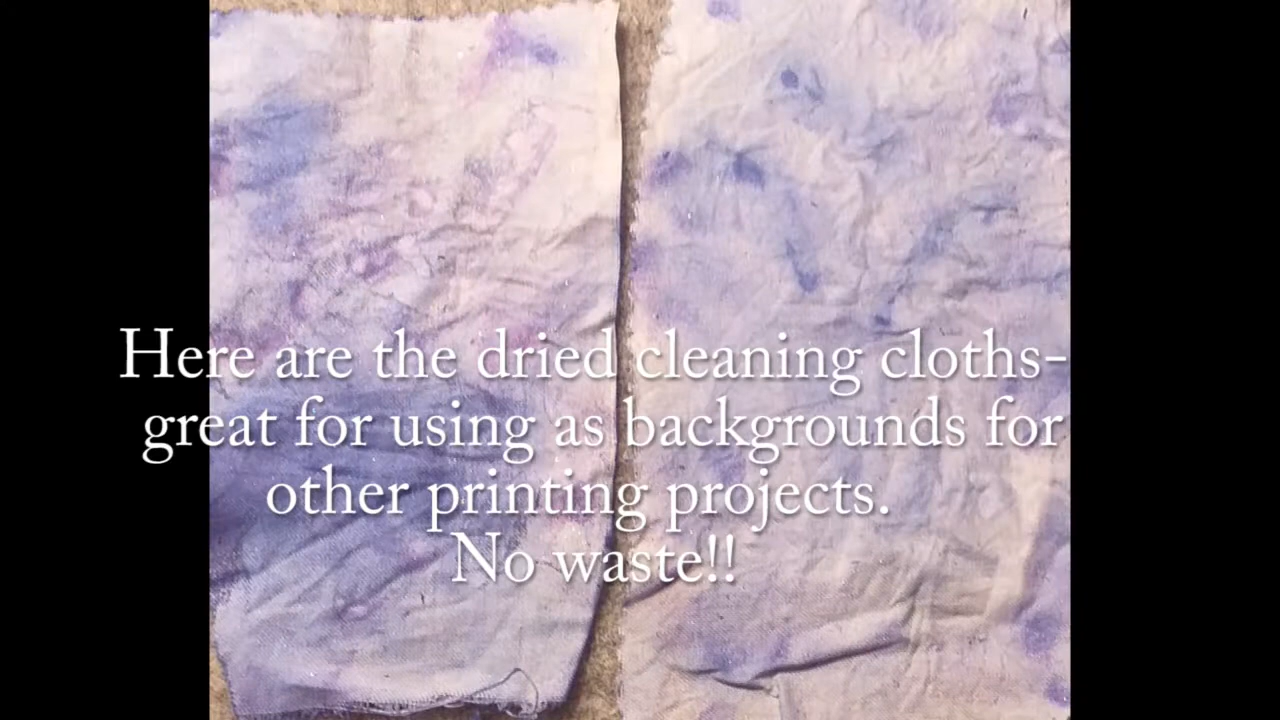 Here are the dried cleaning cloths-
great for using as backgrounds for
other printing projects.
No waste!!